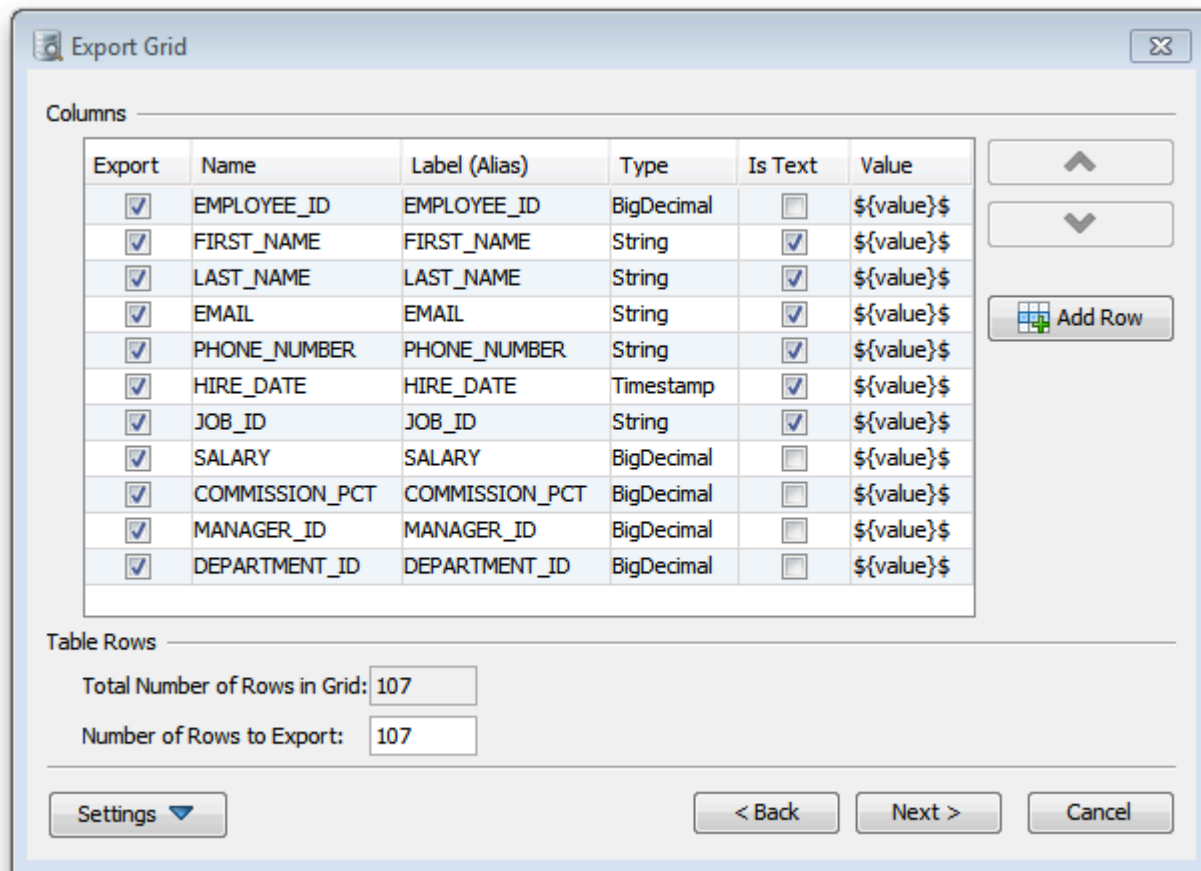 Export Grid
Columns
Export Name Label (Alias) Type Is Text Value
EMPLOYEE_ID EMPLOYEE_ID BigDecimal ${value}$
FIRST_NAME FIRST_NAME String ${value}$
LAST_NAME LAST_NAME String ${value}$
EMAIL EMAIL String ${value}$
PHONE_NUMBER PHONE_NUMBER String ${value}$
HIRE_DATE HIRE_DATE Timestamp ${value}$
JOB_ID JOB_ID String ${value}$
SALARY SALARY BigDecimal ${value}$
COMMISSION_PCT COMMISSION_PCT BigDecimal ${value}$
MANAGER_ID MANAGER_ID BigDecimal ${value}$
DEPARTMENT_ID DEPARTMENT_ID BigDecimal ${value}$
Add Row
Table Rows
Total Number of Rows in Grid: 107
Number of Rows to Export: 107
Settings < Back Next > Cancel